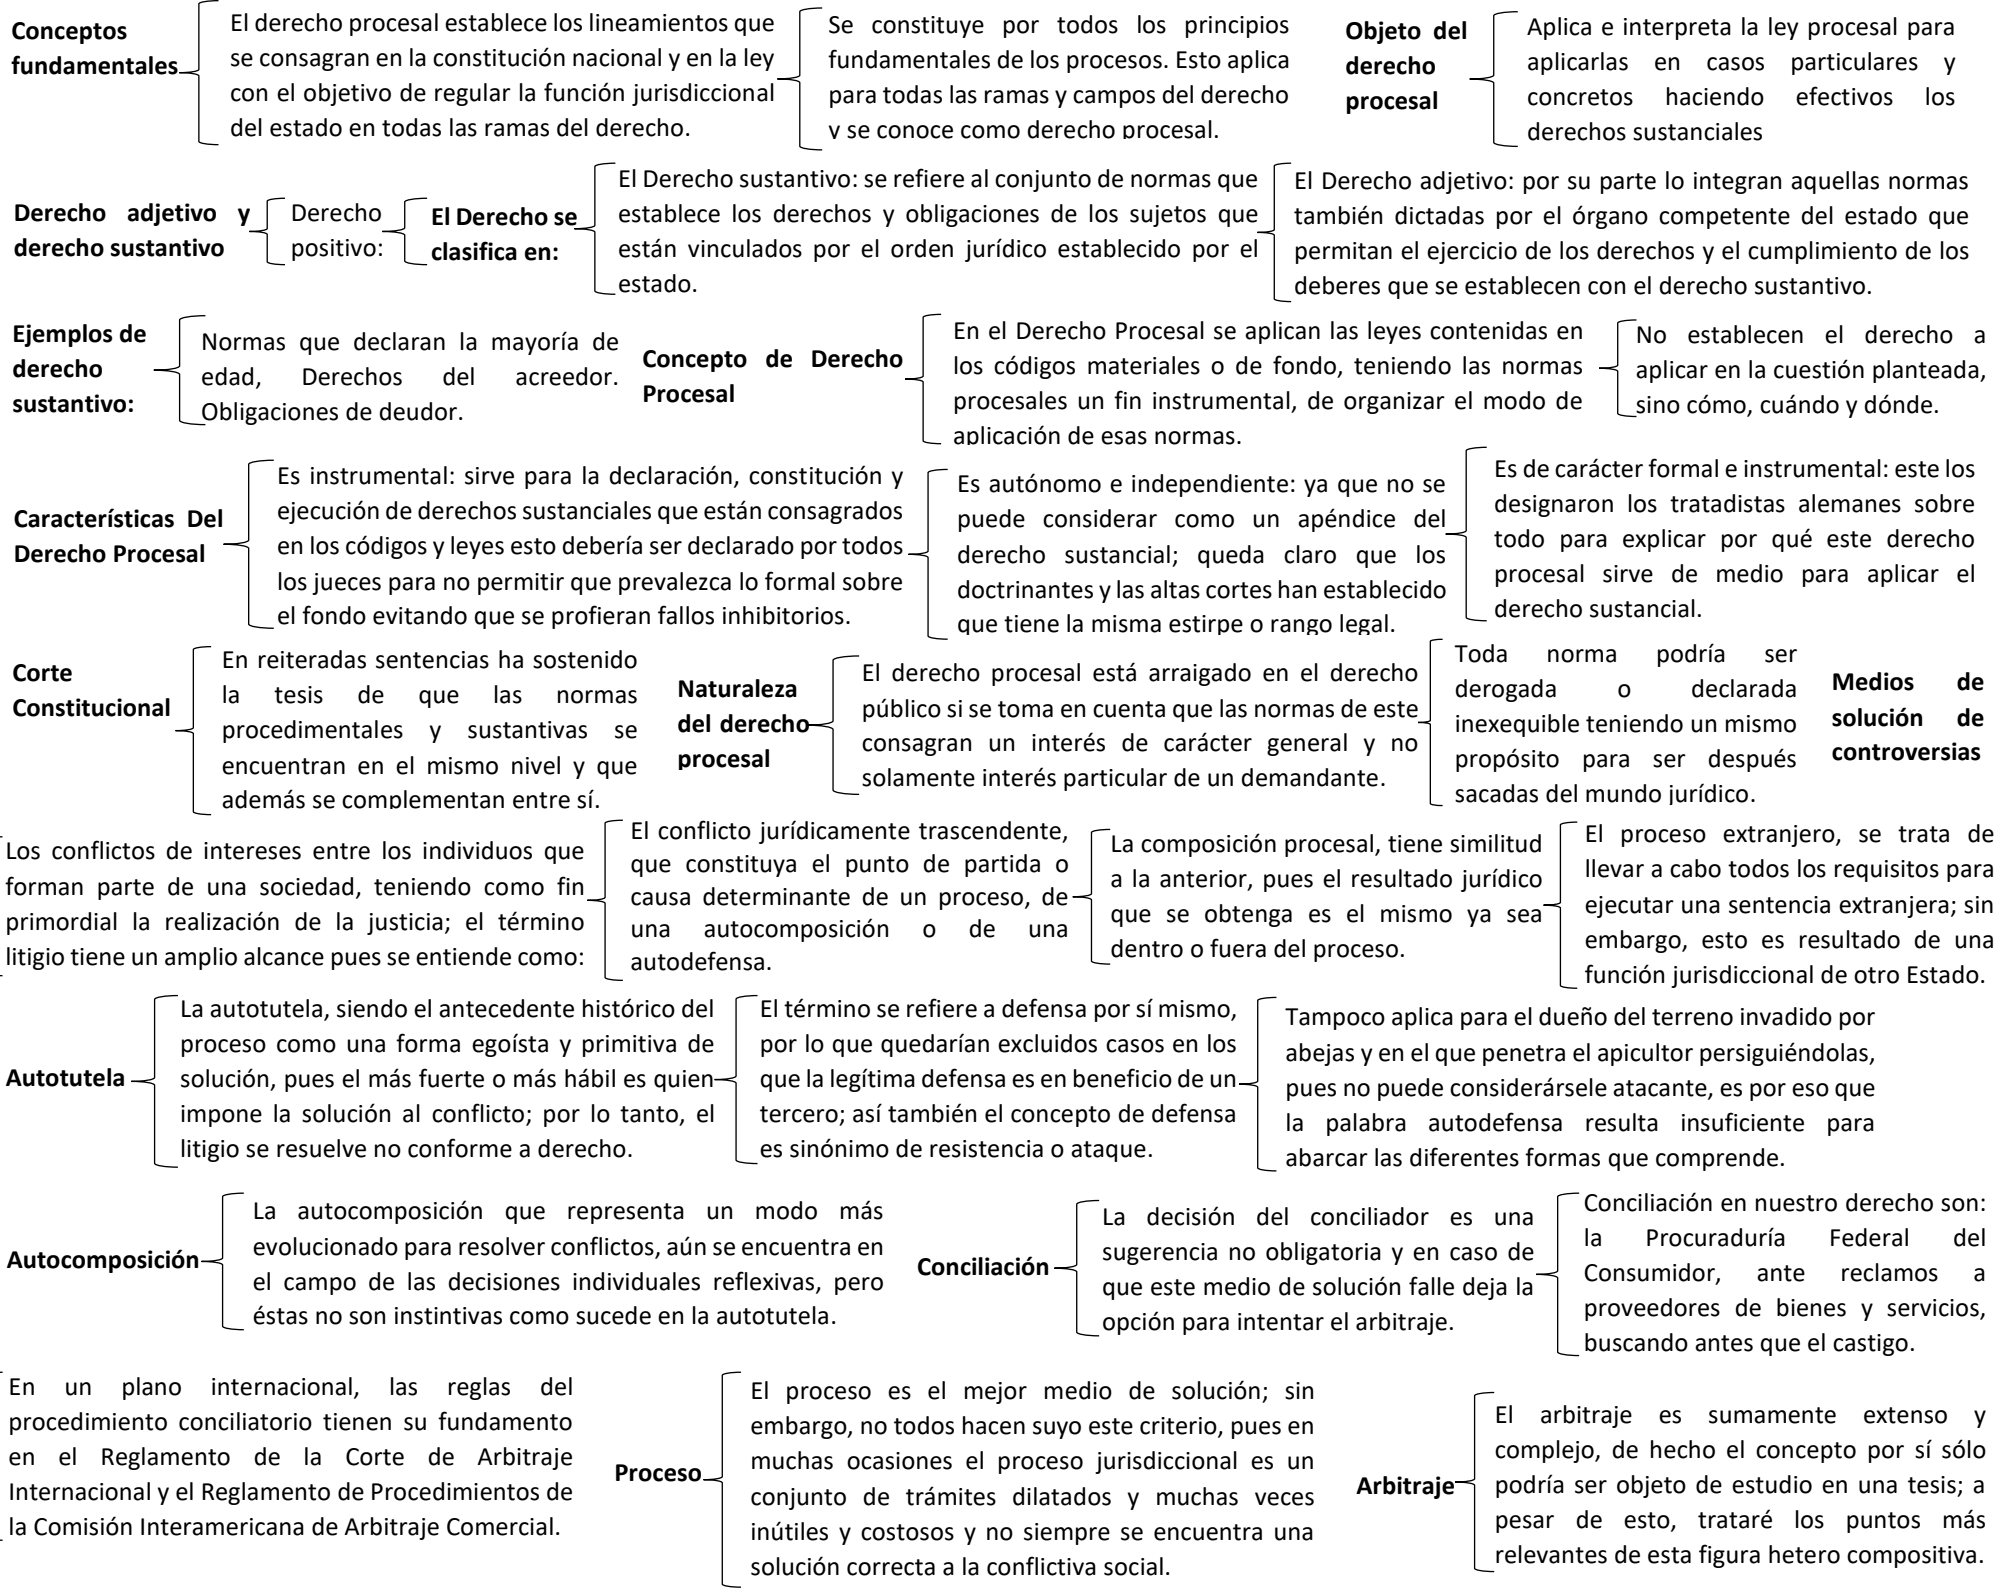 Conceptos
fundamentales
El derecho procesal establece los lineamientos que
se consagran en la constitución nacional y en la ley
con el objetivo de regular la función jurisdiccional
del estado en todas las ramas del derecho.
Se constituye por todos los principios
fundamentales de los procesos. Esto aplica
para todas las ramas y campos del derecho
y se conoce como derecho procesal.
Objeto del
derecho
procesal
Aplica e interpreta la ley procesal para
aplicarlas en casos particulares y
concretos haciendo efectivos los
derechos sustanciales
Derecho adjetivo y
derecho sustantivo
Derecho
positivo:
El Derecho se
clasifica en:
El Derecho sustantivo: se refiere al conjunto de normas que
establece los derechos y obligaciones de los sujetos que
están vinculados por el orden jurídico establecido por el
estado.
El Derecho adjetivo: por su parte lo integran aquellas normas
también dictadas por el órgano competente del estado que
permitan el ejercicio de los derechos y el cumplimiento de los
deberes que se establecen con el derecho sustantivo.
Ejemplos de
derecho
sustantivo:
Normas que declaran la mayoría de
edad, Derechos del acreedor.
Obligaciones de deudor.
Concepto de Derecho
Procesal
En el Derecho Procesal se aplican las leyes contenidas en
los códigos materiales o de fondo, teniendo las normas
procesales un fin instrumental, de organizar el modo de
aplicación de esas normas.
No establecen el derecho a
aplicar en la cuestión planteada,
sino cómo, cuándo y dónde.
Características Del
Derecho Procesal
Es instrumental: sirve para la declaración, constitución y
ejecución de derechos sustanciales que están consagrados
en los códigos y leyes esto debería ser declarado por todos
los jueces para no permitir que prevalezca lo formal sobre
el fondo evitando que se profieran fallos inhibitorios.
Es autónomo e independiente: ya que no se
puede considerar como un apéndice del
derecho sustancial; queda claro que los
doctrinantes y las altas cortes han establecido
que tiene la misma estirpe o rango legal.
Es de carácter formal e instrumental: este los
designaron los tratadistas alemanes sobre
todo para explicar por qué este derecho
procesal sirve de medio para aplicar el
derecho sustancial.
Corte
Constitucional
En reiteradas sentencias ha sostenido
la tesis de que las normas
procedimentales y sustantivas se
encuentran en el mismo nivel y que
además se complementan entre sí.
Naturaleza
del derecho
procesal
El derecho procesal está arraigado en el derecho
público si se toma en cuenta que las normas de este
consagran un interés de carácter general y no
solamente interés particular de un demandante.
Toda norma podría ser
derogada o declarada
inexequible teniendo un mismo
propósito para ser después
sacadas del mundo jurídico.
Medios de
solución de
controversias
Los conflictos de intereses entre los individuos que
forman parte de una sociedad, teniendo como fin
primordial la realización de la justicia; el término
litigio tiene un amplio alcance pues se entiende como:
El conflicto jurídicamente trascendente,
que constituya el punto de partida o
causa determinante de un proceso, de
una autocomposición o de una
autodefensa.
La composición procesal, tiene similitud
a la anterior, pues el resultado jurídico
que se obtenga es el mismo ya sea
dentro o fuera del proceso.
El proceso extranjero, se trata de
llevar a cabo todos los requisitos para
ejecutar una sentencia extranjera; sin
embargo, esto es resultado de una
función jurisdiccional de otro Estado.
Autotutela
La autotutela, siendo el antecedente histórico del
proceso como una forma egoísta y primitiva de
solución, pues el más fuerte o más hábil es quien
impone la solución al conflicto; por lo tanto, el
litigio se resuelve no conforme a derecho.
El término se refiere a defensa por sí mismo,
por lo que quedarían excluidos casos en los
que la legítima defensa es en beneficio de un
tercero; así también el concepto de defensa
es sinónimo de resistencia o ataque.
Tampoco aplica para el dueño del terreno invadido por
abejas y en el que penetra el apicultor persiguiéndolas,
pues no puede considerársele atacante, es por eso que
la palabra autodefensa resulta insuficiente para
abarcar las diferentes formas que comprende.
Autocomposición
La autocomposición que representa un modo más
evolucionado para resolver conflictos, aún se encuentra en
el campo de las decisiones individuales reflexivas, pero
éstas no son instintivas como sucede en la autotutela.
Conciliación
La decisión del conciliador es una
sugerencia no obligatoria y en caso de
que este medio de solución falle deja la
opción para intentar el arbitraje.
Conciliación en nuestro derecho son:
la Procuraduría Federal del
Consumidor, ante reclamos a
proveedores de bienes y servicios,
buscando antes que el castigo.
En un plano internacional, las reglas del
procedimiento conciliatorio tienen su fundamento
en el Reglamento de la Corte de Arbitraje
Internacional y el Reglamento de Procedimientos de
la Comisión Interamericana de Arbitraje Comercial.
Proceso
El proceso es el mejor medio de solución; sin
embargo, no todos hacen suyo este criterio, pues en
muchas ocasiones el proceso jurisdiccional es un
conjunto de trámites dilatados y muchas veces
inútiles y costosos y no siempre se encuentra una
solución correcta a la conflictiva social.
Arbitraje
El arbitraje es sumamente extenso y
complejo, de hecho el concepto por sí sólo
podría ser objeto de estudio en una tesis; a
pesar de esto, trataré los puntos más
relevantes de esta figura hetero compositiva.